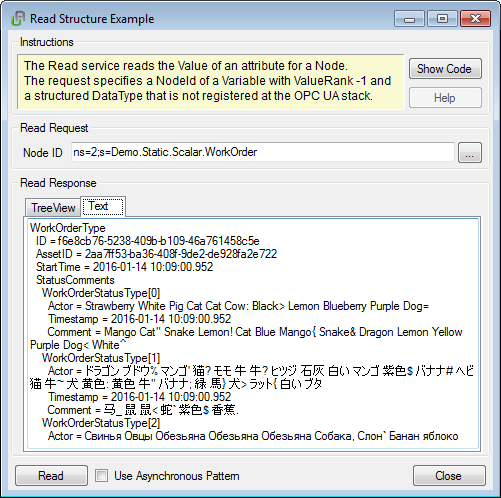 Read Structure Example
Instructions
The Read service reads the Value of an attribute for a Node.
The request specifies a NodeId of a Variable with ValueRank -1 and
a structured DataType that is not registered at the OPC UA stack.
Show Code
Help
Read Request
Node ID ns=2;s=Demo.Static.Scalar.WorkOrder ...
Read Response
TreeView Text
WorkOrderType
ID = f6e8cb76-5238-409b-b109-46a761458c5e
AssetID = 2aa7ff53-ba36-408f-9de2-de928fa2e722
StartTime = 2016-01-14 10:09:00.952
StatusComments
WorkOrderStatusType[0]
Actor = Strawberry White Pig Cat Cat Cow: Black> Lemon Blueberry Purple Dog=
Timestamp = 2016-01-14 10:09:00.952
Comment = Mango Cat" Snake Lemon! Cat Blue Mango{ Snake& Dragon Lemon Yellow
Purple Dog< White^
WorkOrderStatusType[1]
Actor = ドラゴン ブドウ% マンゴ' 猫? モモ 牛 牛? ヒツジ 石灰 白い マンゴ 紫色$ バナナ# ヘビ
猫 牛~ 犬 黄色: 黄色 牛" バナナ; 緑 馬} 犬> ラット{ 白い ブタ
Timestamp = 2016-01-14 10:09:00.952
Comment = 马_ 鼠 鼠< 蛇` 紫色$ 香蕉.
WorkOrderStatusType[2]
Actor = Свинья Овцы Обезьяна Обезьяна Обезьяна Собака, Слон` Банан яблоко
Read Use Asynchronous Pattern Close